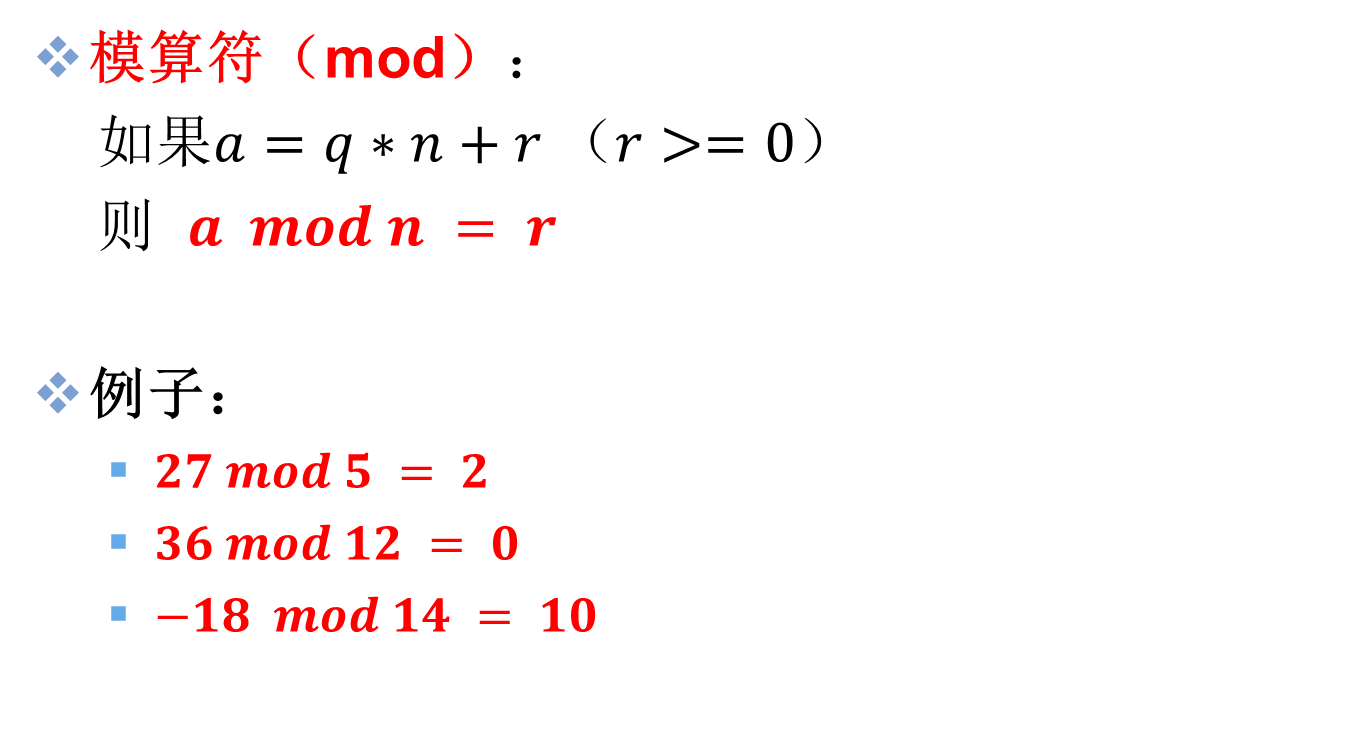 模算符（mod）：
如果a = q ∗ n + r （r >= 0）
则 a mod n = r
例子：
27 mod 5 = 2
36 mod 12 = 0
−18 mod 14 = 10